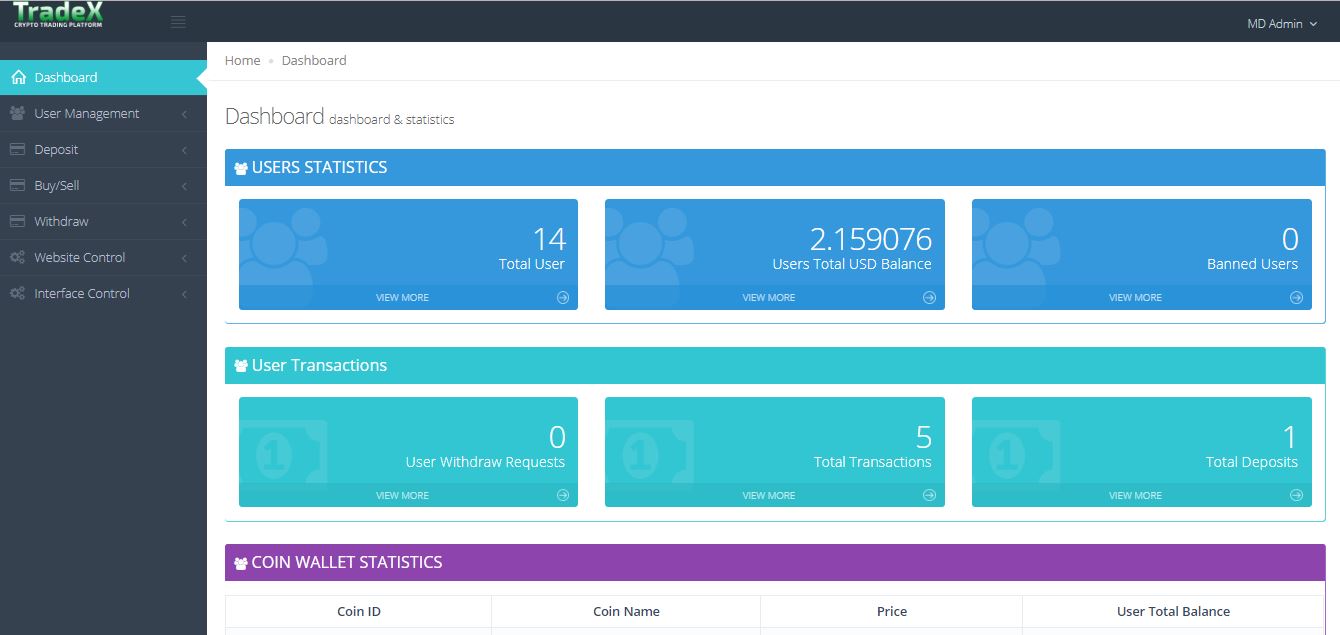 TradeX
CRYPTO TRADING PLATFORM
MD Admin
Dashboard
User Management
Deposit
Buy/Sell
Withdraw
Website Control
Interface Control
Home Dashboard
Dashboard dashboard & statistics
USERS STATISTICS
14
Total User
VIEW MORE
2.159076
Users Total USD Balance
VIEW MORE
0
Banned Users
VIEW MORE
User Transactions
0
User Withdraw Requests
VIEW MORE
5
Total Transactions
VIEW MORE
1
Total Deposits
VIEW MORE
COIN WALLET STATISTICS
Coin ID Coin Name Price User Total Balance